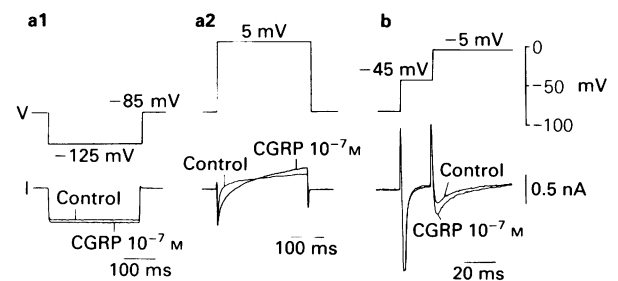 a1
a2
b
5 mV
−5 mV
0
−45 mV
−50
mV
−85 mV
V
−100
−125 mV
Control
CGRP 10⁻⁷ M
Control
I
Control
0.5 nA
CGRP 10⁻⁷ M
CGRP 10⁻⁷ M
100 ms
100 ms
20 ms